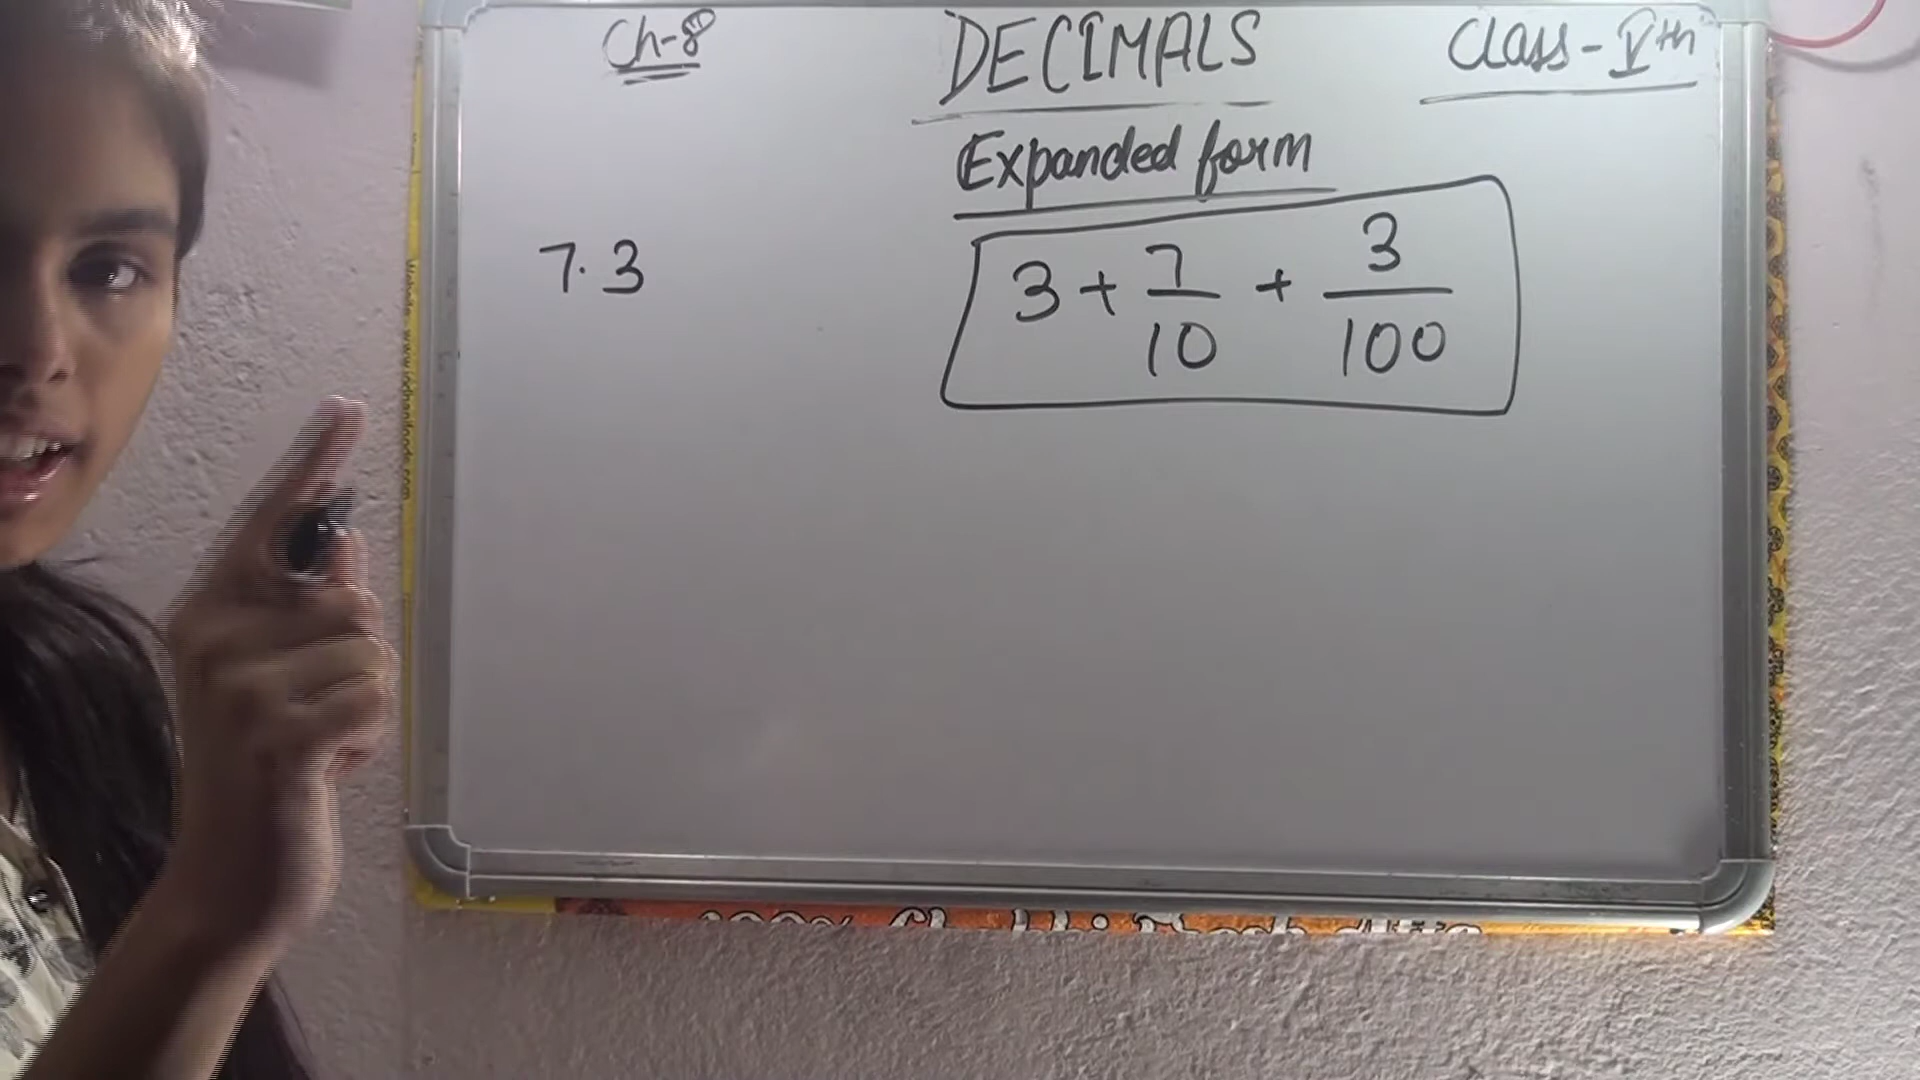 Ch-8 DECIMALS Class-Vth
Expanded form
7.3 3 + 7/10 + 3/100